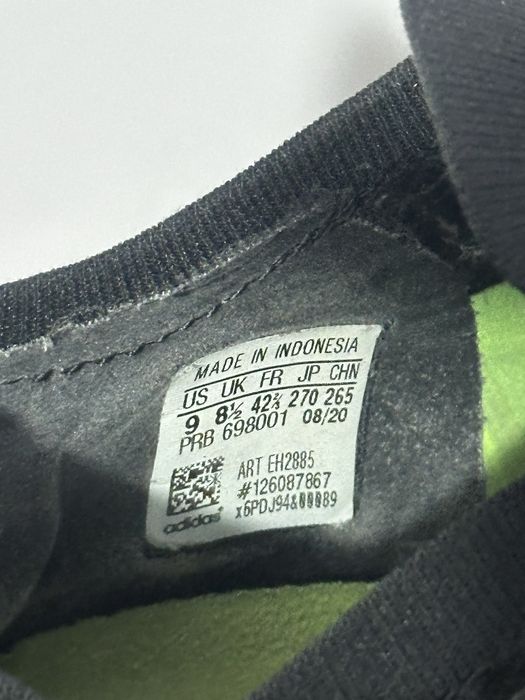 MADE IN INDONESIA
US UK FR JP CHN
9 8½ 42⅔ 270 265
PRB 698001 08/20
ART EH2885
#126087867
adidas